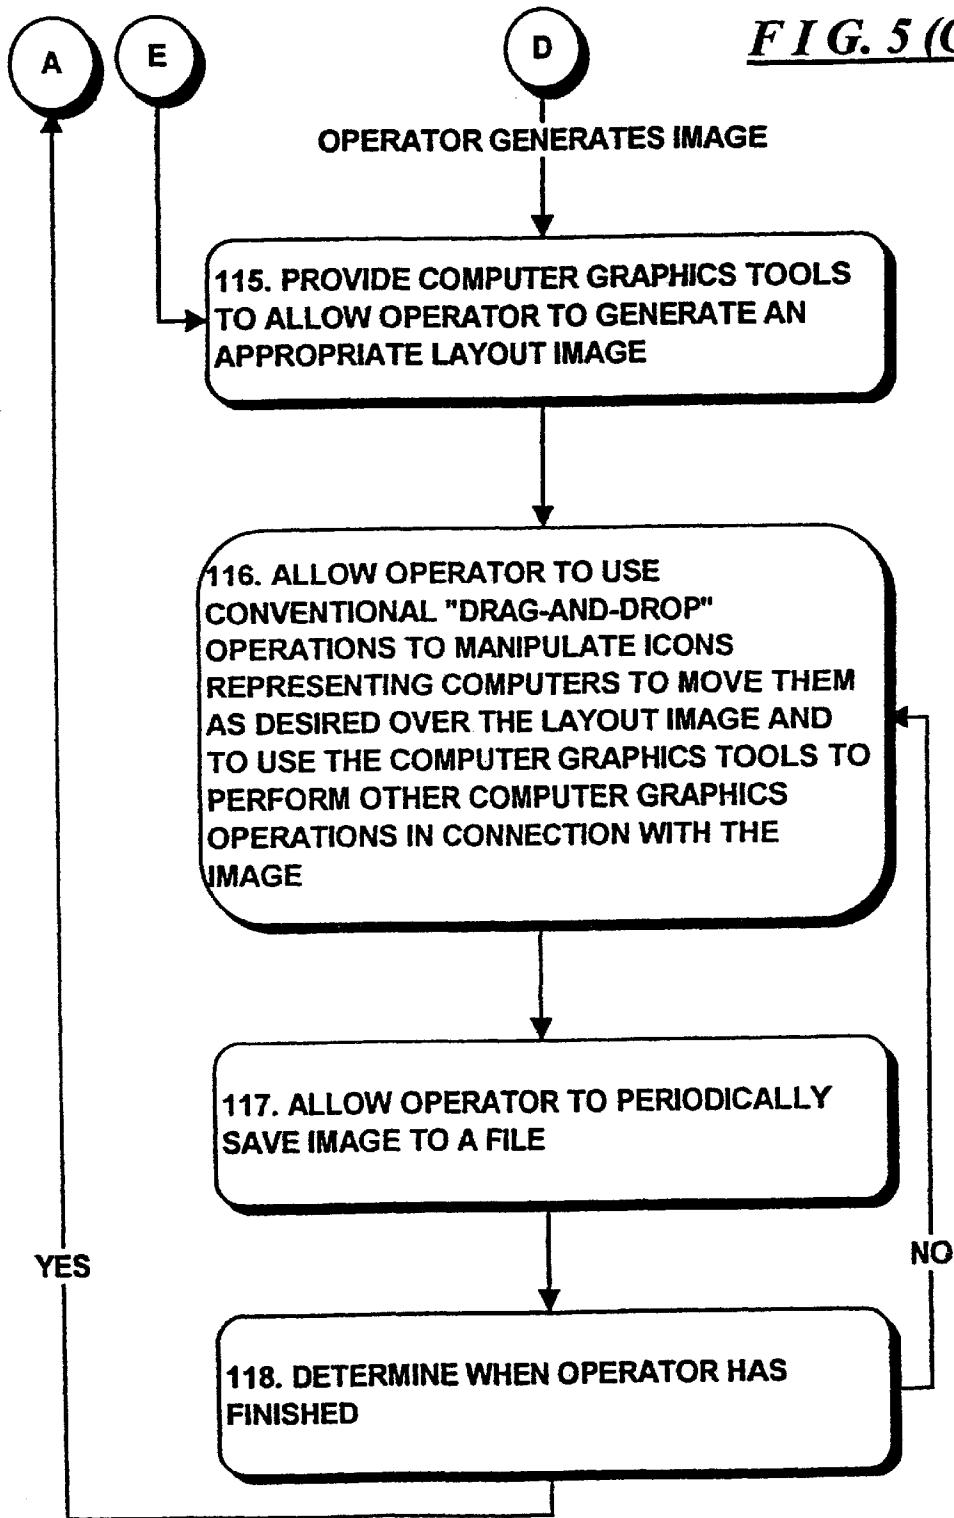 A E D F I G. 5 (
OPERATOR GENERATES IMAGE
115. PROVIDE COMPUTER GRAPHICS TOOLS
TO ALLOW OPERATOR TO GENERATE AN
APPROPRIATE LAYOUT IMAGE
116. ALLOW OPERATOR TO USE
CONVENTIONAL "DRAG-AND-DROP"
OPERATIONS TO MANIPULATE ICONS
REPRESENTING COMPUTERS TO MOVE THEM
AS DESIRED OVER THE LAYOUT IMAGE AND
TO USE THE COMPUTER GRAPHICS TOOLS TO
PERFORM OTHER COMPUTER GRAPHICS
OPERATIONS IN CONNECTION WITH THE
IMAGE
117. ALLOW OPERATOR TO PERIODICALLY
SAVE IMAGE TO A FILE
YES
NO
118. DETERMINE WHEN OPERATOR HAS
FINISHED